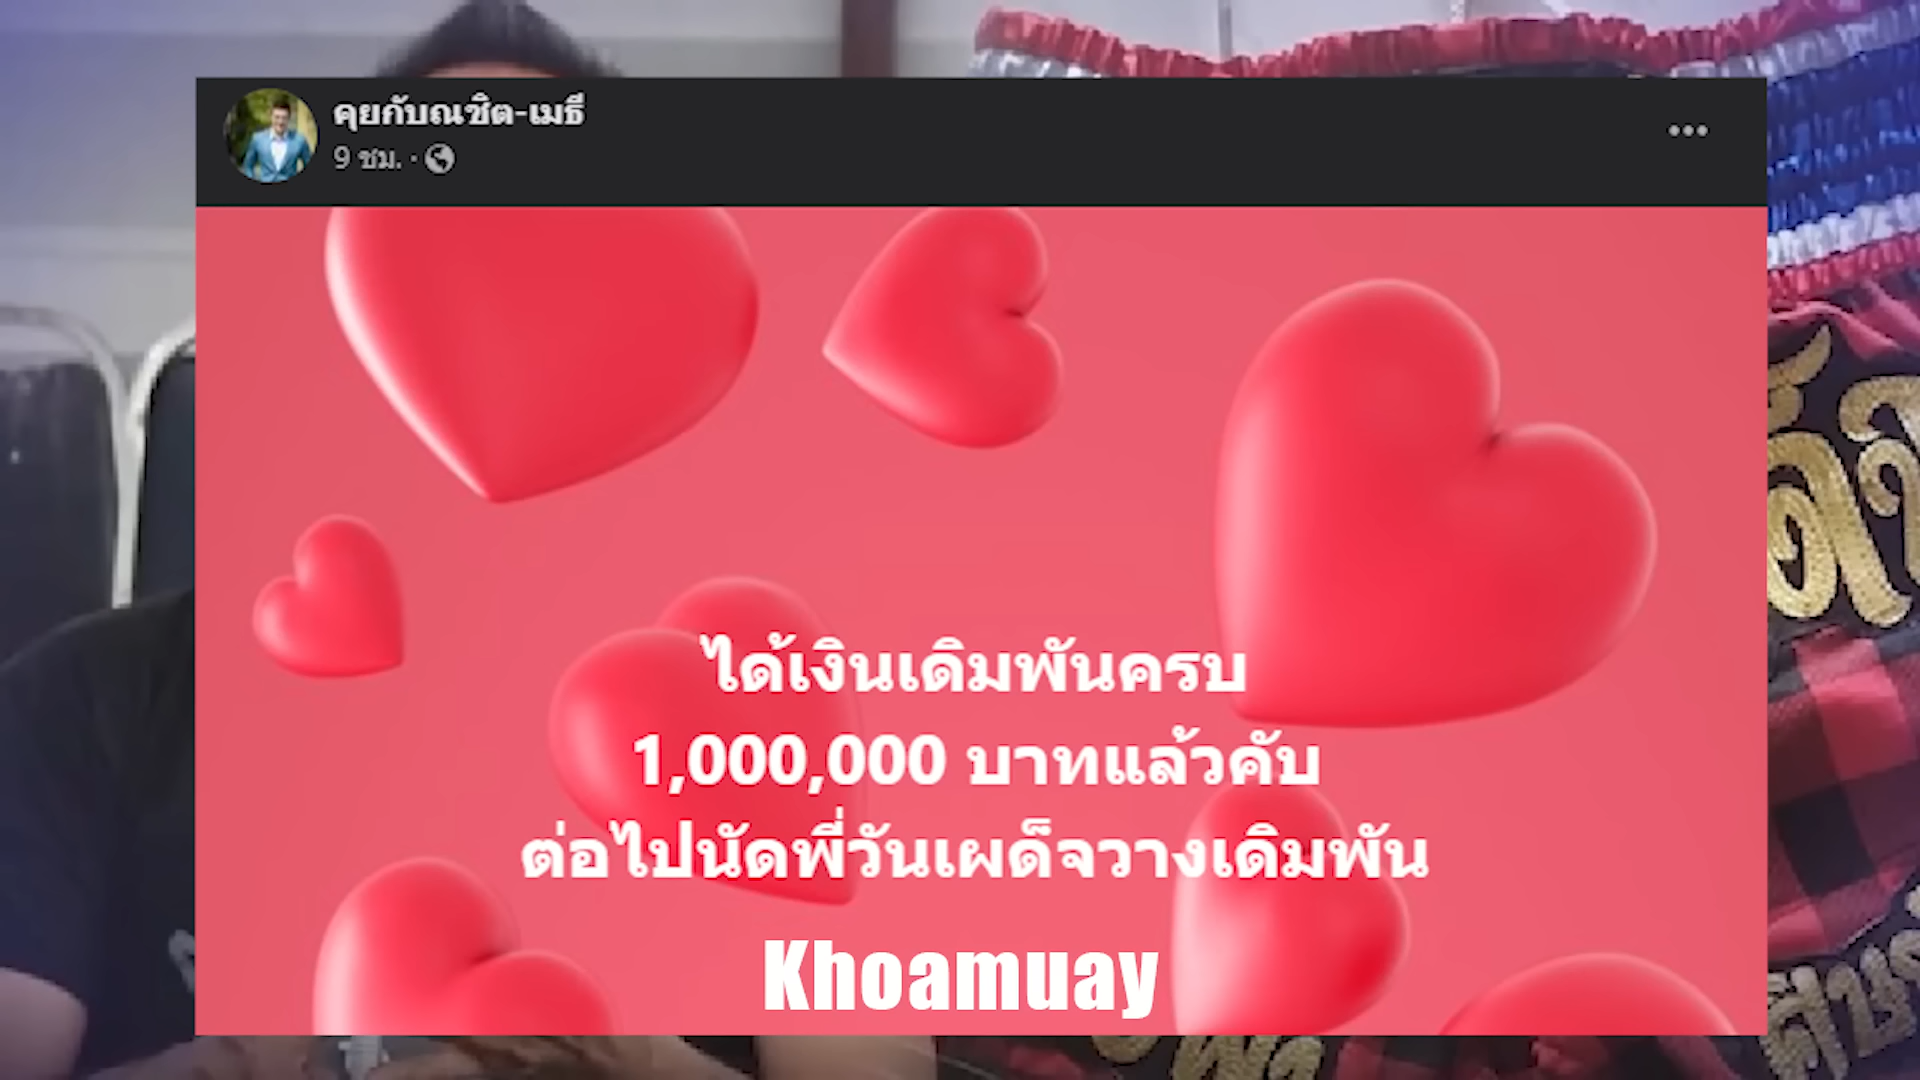 คุยกับณชิต-เมธี
9 ชม.
ได้เงินเดิมพันครบ
1,000,000 บาทแล้วคับ
ต่อไปนัดพี่วันเผด็จวางเดิมพัน
Khoamuay